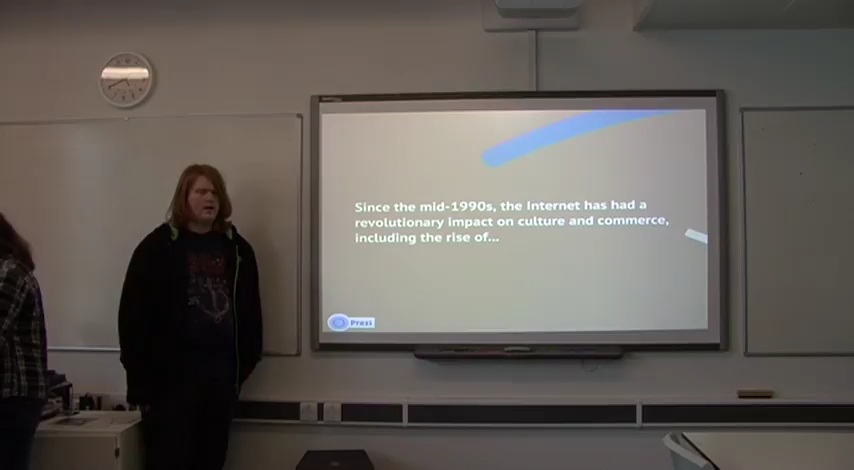 Since the mid-1990s, the Internet has had a
revolutionary impact on culture and commerce,
including the rise of...
Prezi